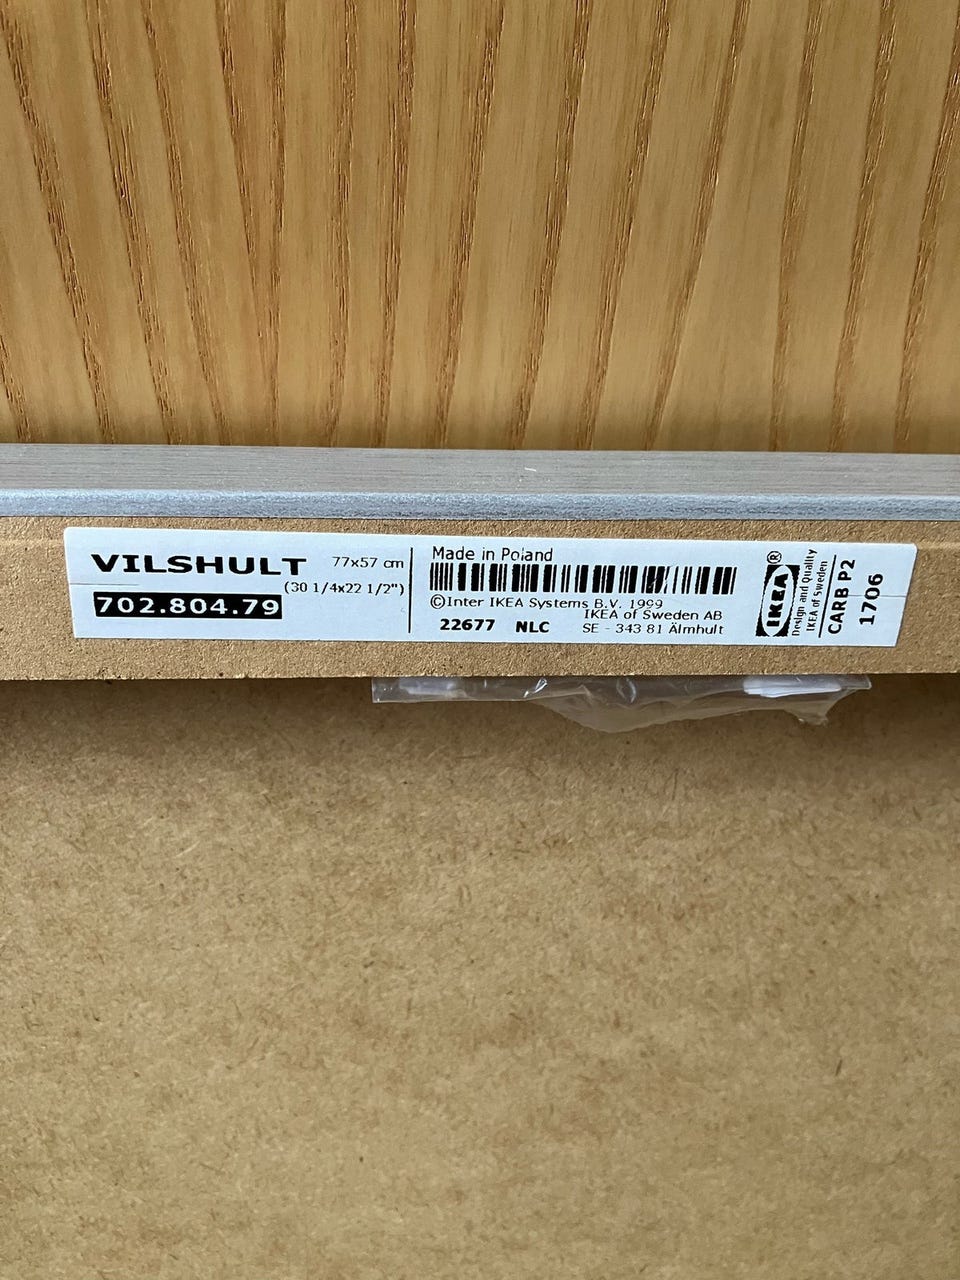 VILSHULT 77x57 cm
(30 1/4x22 1/2")
702.804.79
Made in Poland
©Inter IKEA Systems B.V. 1999
IKEA of Sweden AB
22677 NLC SE - 343 81 Älmhult
IKEA®
Design and Quality
IKEA of Sweden
CARB P2
1706